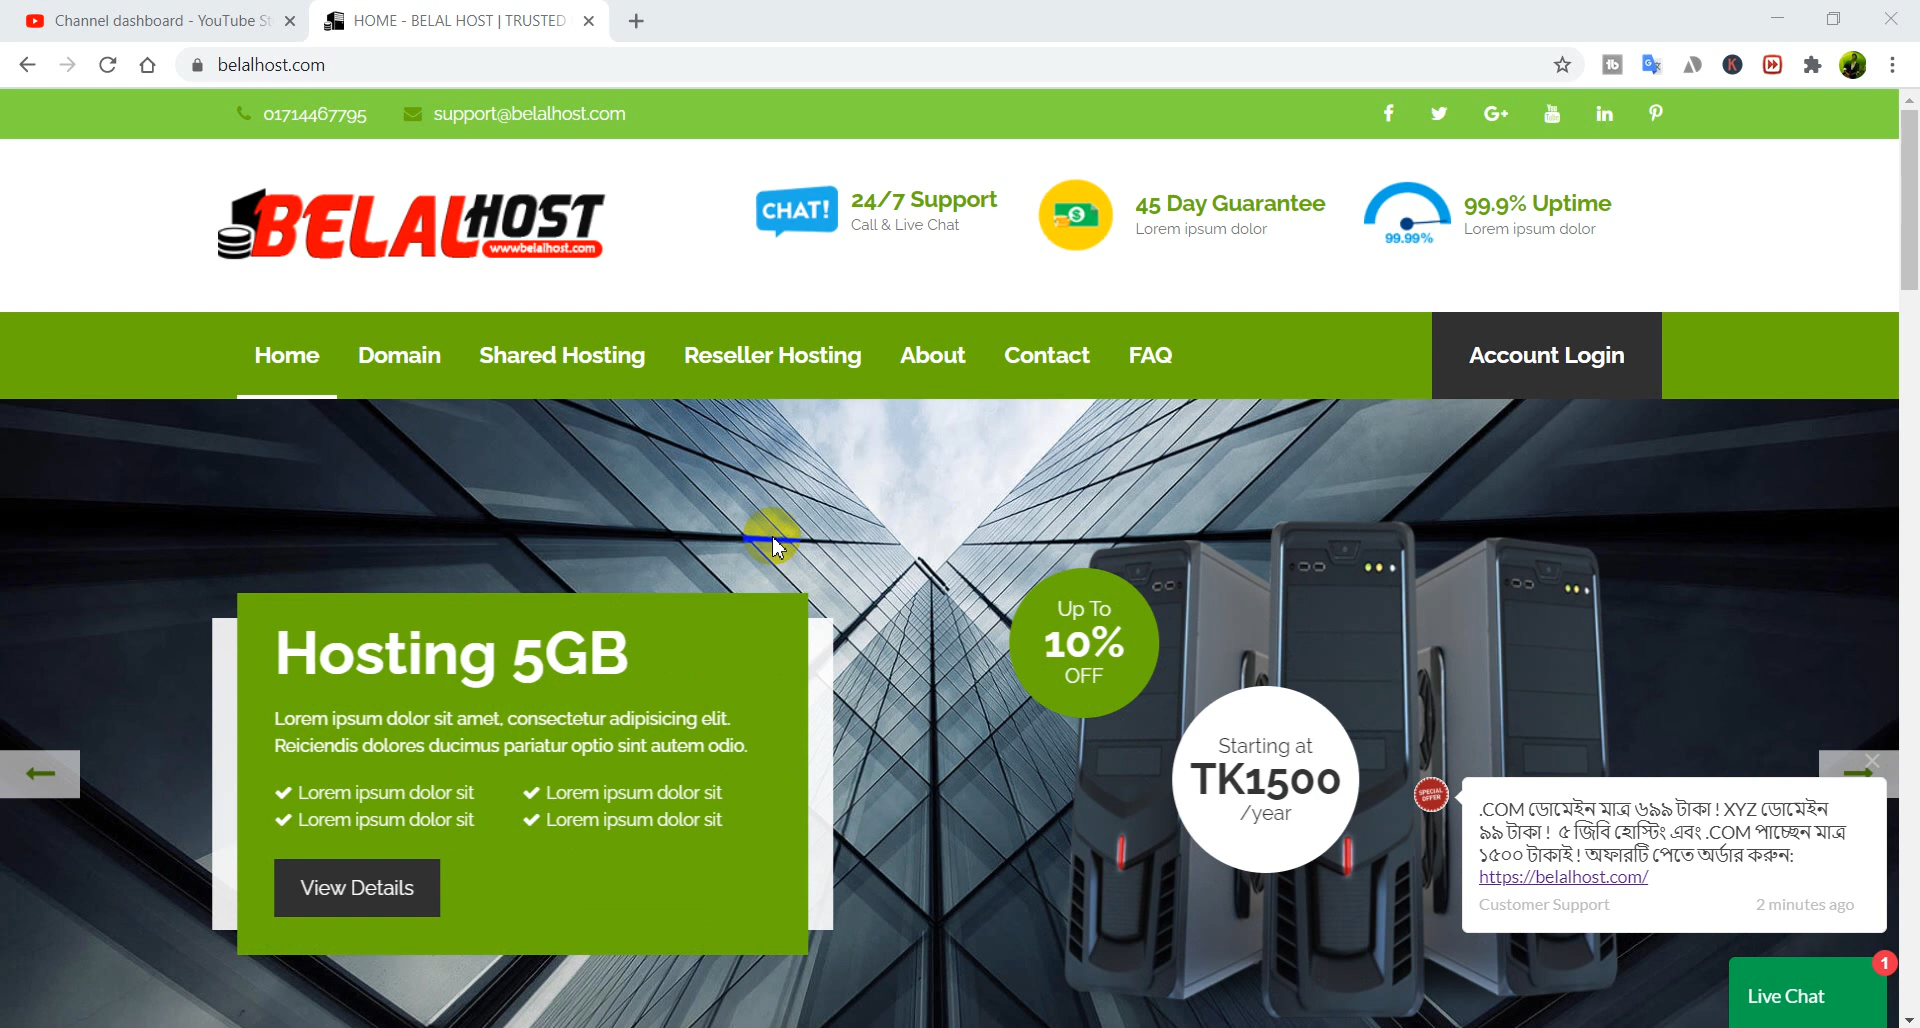 Channel dashboard - YouTube St
HOME - BELAL HOST | TRUSTED
belalhost.com
01714467795
support@belalhost.com
BELALHOST
www.belalhost.com
CHAT!
24/7 Support
Call & Live Chat
45 Day Guarantee
Lorem ipsum dolor
99.99%
99.9% Uptime
Lorem ipsum dolor
Home Domain Shared Hosting Reseller Hosting About Contact FAQ Account Login
Hosting 5GB
Lorem ipsum dolor sit amet, consectetur adipisicing elit.
Reiciendis dolores ducimus pariatur optio sint autem odio.
Lorem ipsum dolor sit Lorem ipsum dolor sit
Lorem ipsum dolor sit Lorem ipsum dolor sit
View Details
Up To
10%
OFF
Starting at
TK1500
/year
SPECIAL
OFFER
.COM ডোমেইন মাত্র ৬৯৯ টাকা ! XYZ ডোমেইন
৯৯ টাকা ! ৫ জিবি হোস্টিং এবং .COM পাচ্ছেন মাত্র
১৫০০ টাকাই ! অফারটি পেতে অর্ডার করুন:
https://belalhost.com/
Customer Support 2 minutes ago
1
Live Chat